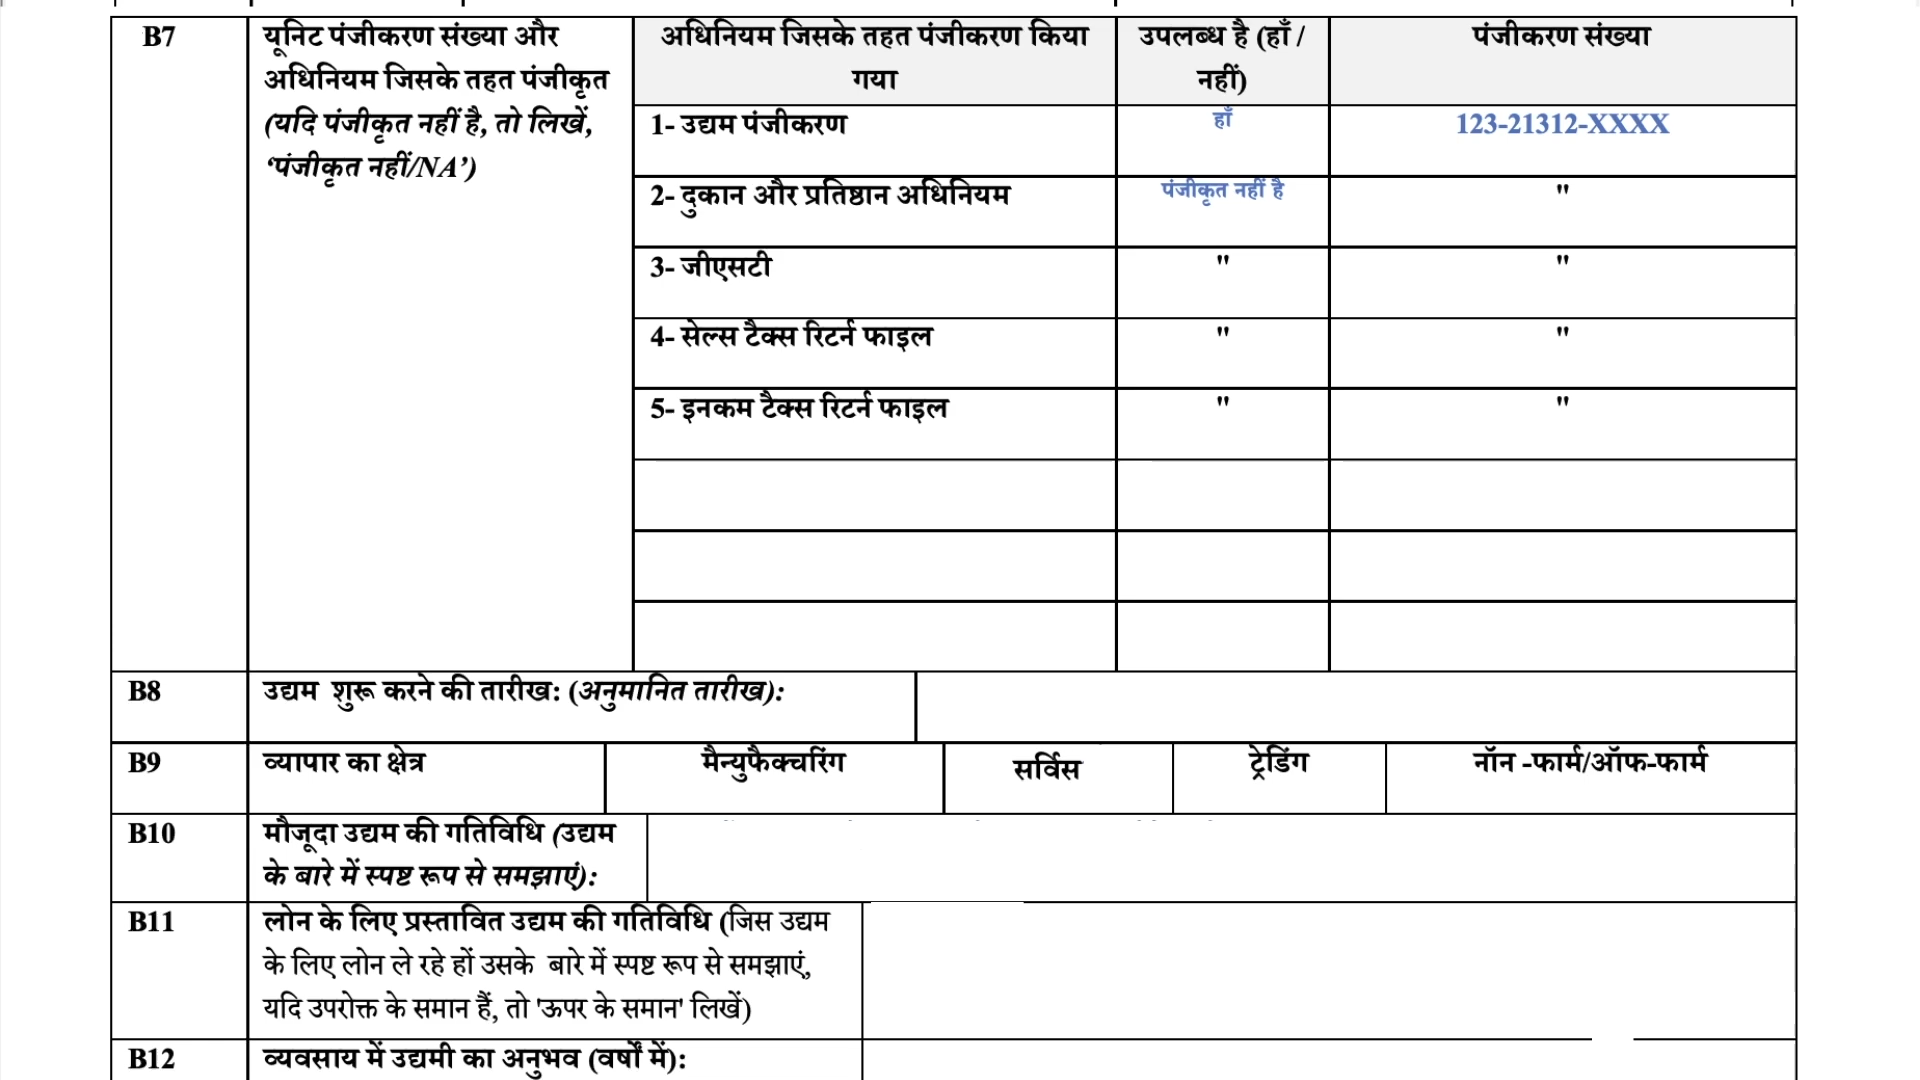 B7
यूनिट पंजीकरण संख्या और
अधिनियम जिसके तहत पंजीकृत
(यदि पंजीकृत नहीं है, तो लिखें,
‘पंजीकृत नहीं/NA’)
अधिनियम जिसके तहत पंजीकरण किया
गया
उपलब्ध है (हाँ /
नहीं)
पंजीकरण संख्या
1- उद्यम पंजीकरण
हाँ
123-21312-XXXX
2- दुकान और प्रतिष्ठान अधिनियम
पंजीकृत नहीं है
"
3- जीएसटी
"
"
4- सेल्स टैक्स रिटर्न फाइल
"
"
5- इनकम टैक्स रिटर्न फाइल
"
"
B8
उद्यम शुरू करने की तारीख: (अनुमानित तारीख):
B9
व्यापार का क्षेत्र
मैन्युफैक्चरिंग
सर्विस
ट्रेडिंग
नॉन -फार्म/ऑफ-फार्म
B10
मौजूदा उद्यम की गतिविधि (उद्यम
के बारे में स्पष्ट रूप से समझाएं):
B11
लोन के लिए प्रस्तावित उद्यम की गतिविधि (जिस उद्यम
के लिए लोन ले रहे हों उसके बारे में स्पष्ट रूप से समझाएं,
यदि उपरोक्त के समान हैं, तो 'ऊपर के समान' लिखें)
B12
व्यवसाय में उद्यमी का अनुभव (वर्षों में):